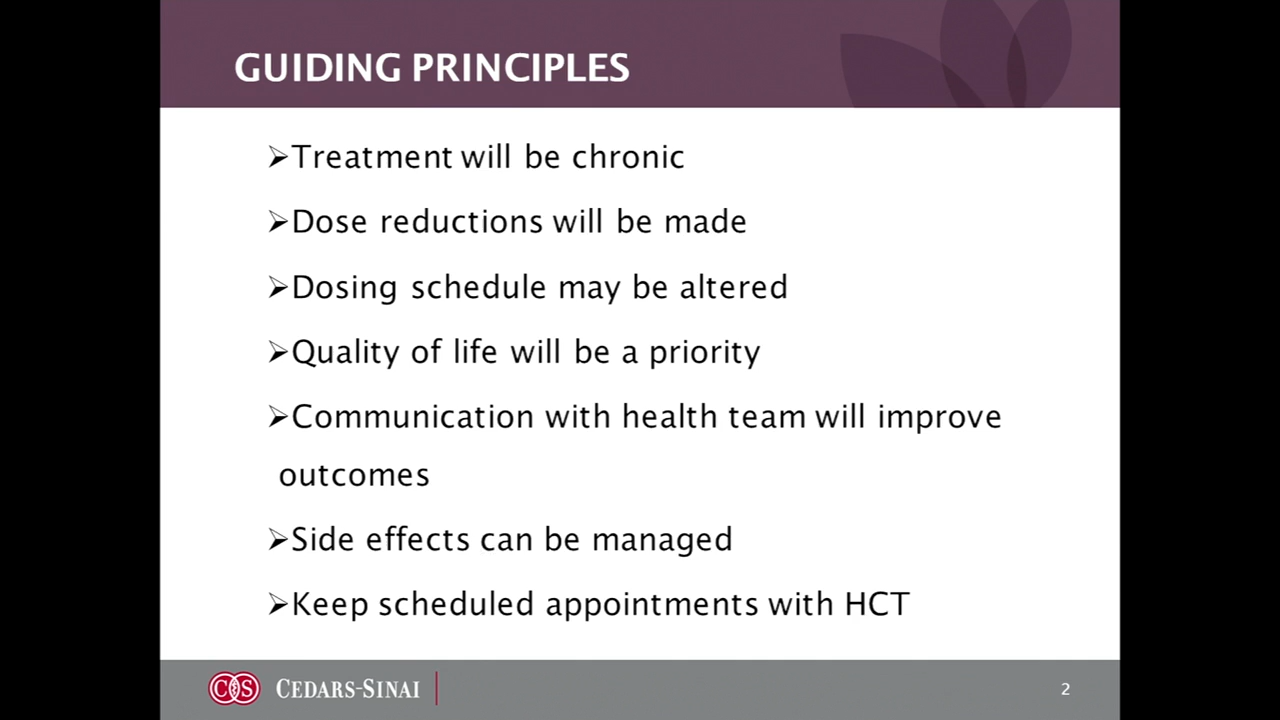 GUIDING PRINCIPLES
➢Treatment will be chronic
➢Dose reductions will be made
➢Dosing schedule may be altered
➢Quality of life will be a priority
➢Communication with health team will improve
outcomes
➢Side effects can be managed
➢Keep scheduled appointments with HCT
CS CEDARS-SINAI
2